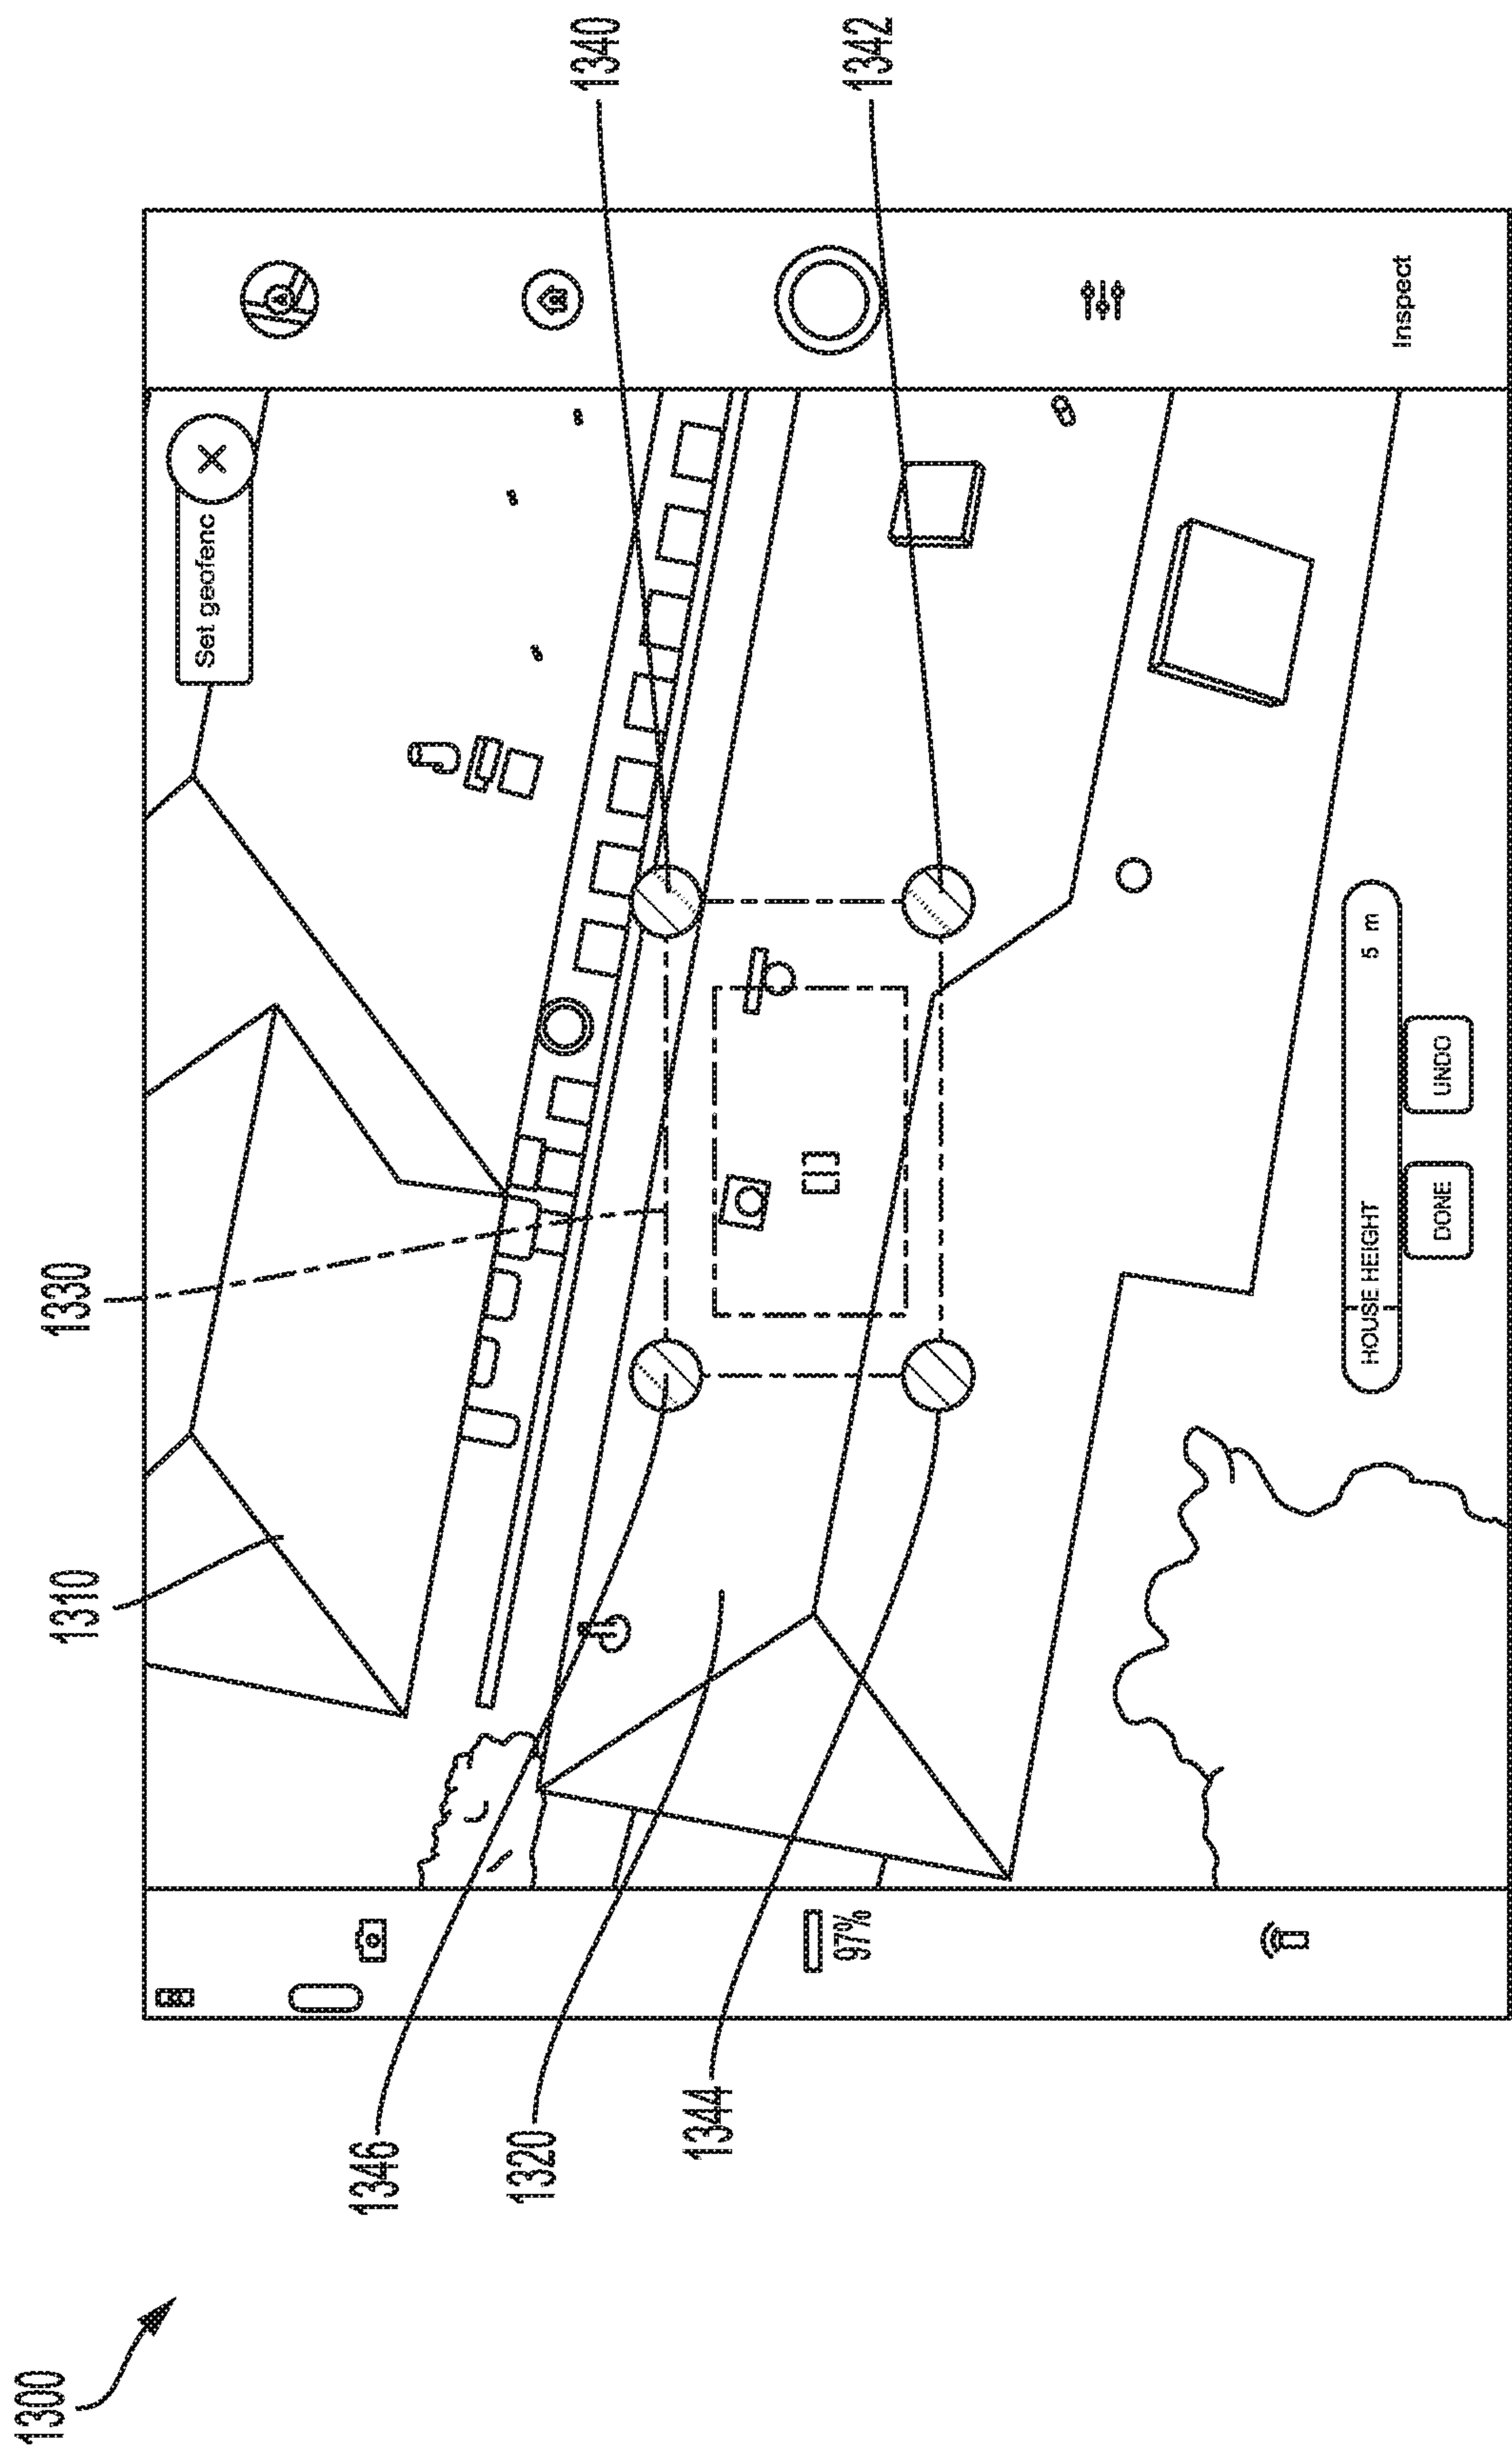 1300
1310
1330
Set geofenc
1340
1342
1346
1320
1344
97%
HOUSE HEIGHT 5 m
DONE
UNDO
Inspect